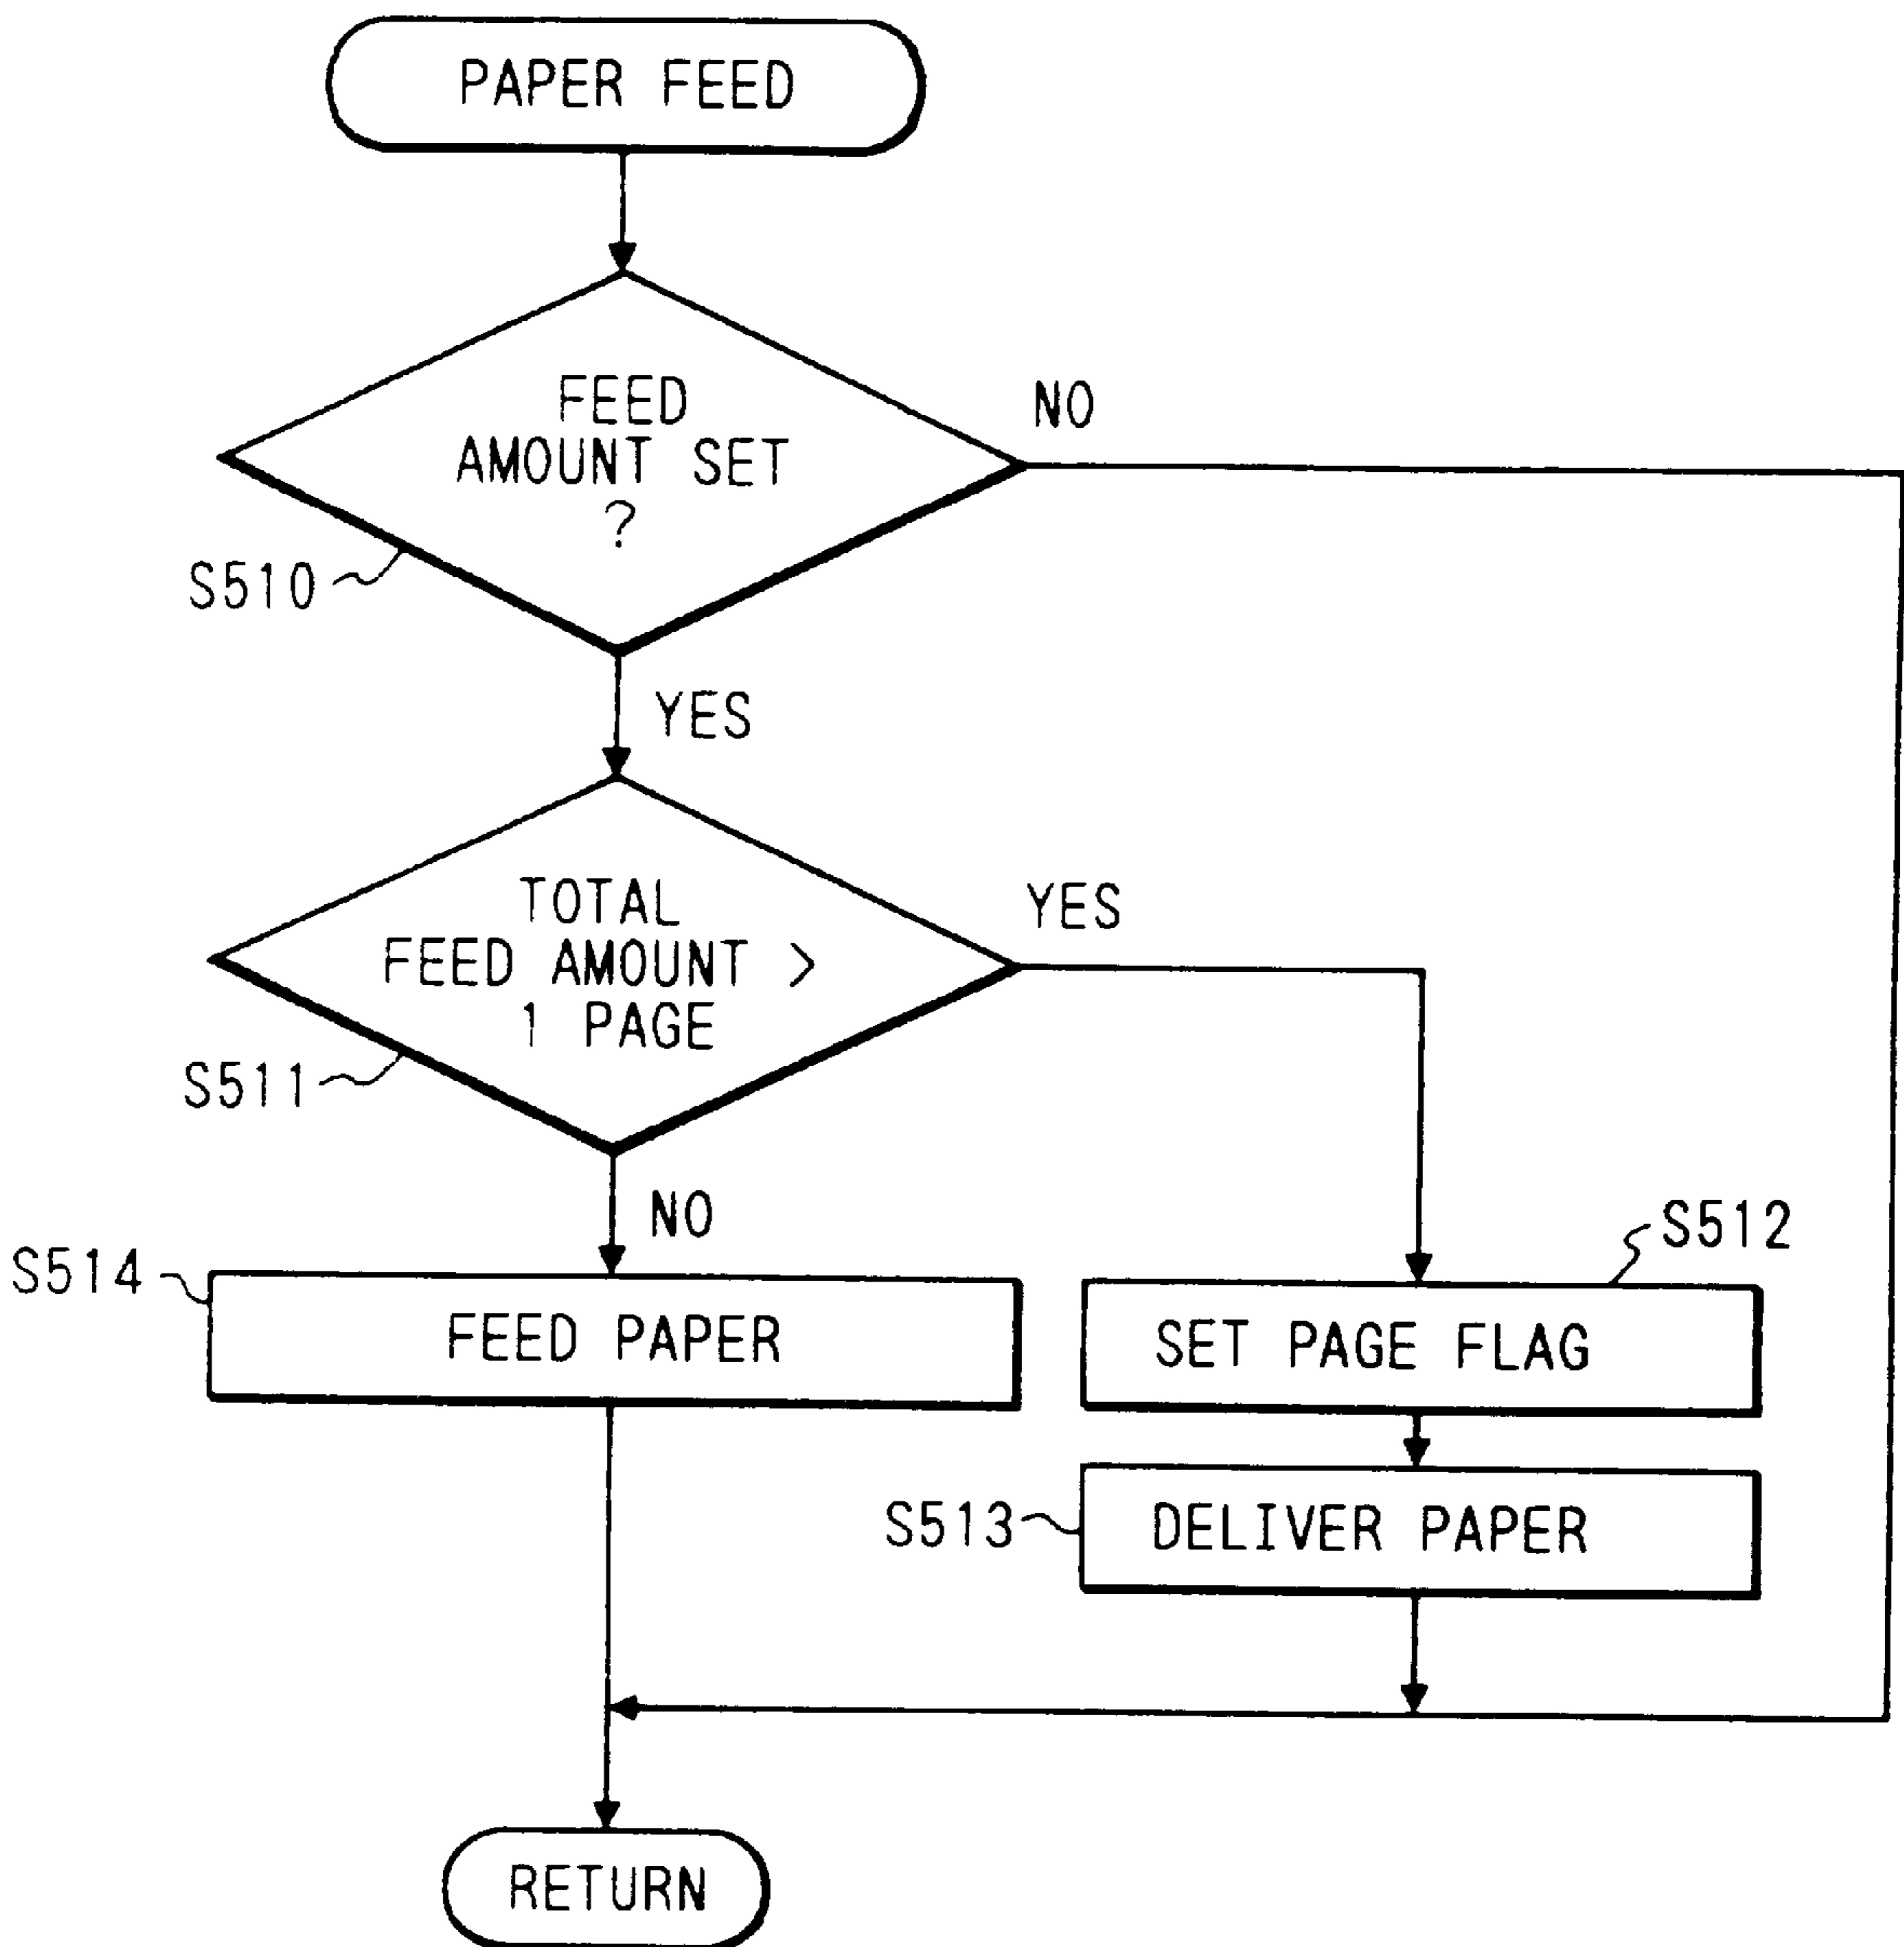 PAPER FEED
FEED
AMOUNT SET
?
NO
S510
YES
TOTAL
FEED AMOUNT >
1 PAGE
YES
S511
NO
S514
FEED PAPER
S512
SET PAGE FLAG
S513
DELIVER PAPER
RETURN